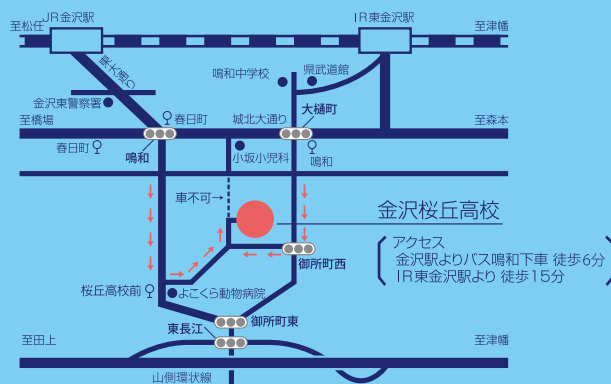 JR金沢駅
IR東金沢駅
至松任
至津幡
県大通り
鳴和中学校
県武道館
金沢東警察署
春日町
城北大通り
大樋町
至橋場
至森本
春日町
鳴和
小坂小児科
鳴和
車不可→
金沢桜丘高校
アクセス
金沢駅よりバス鳴和下車 徒歩6分
IR東金沢駅より 徒歩15分
御所町西
桜丘高校前
よこくら動物病院
御所町東
東長江
至田上
至津幡
山側環状線